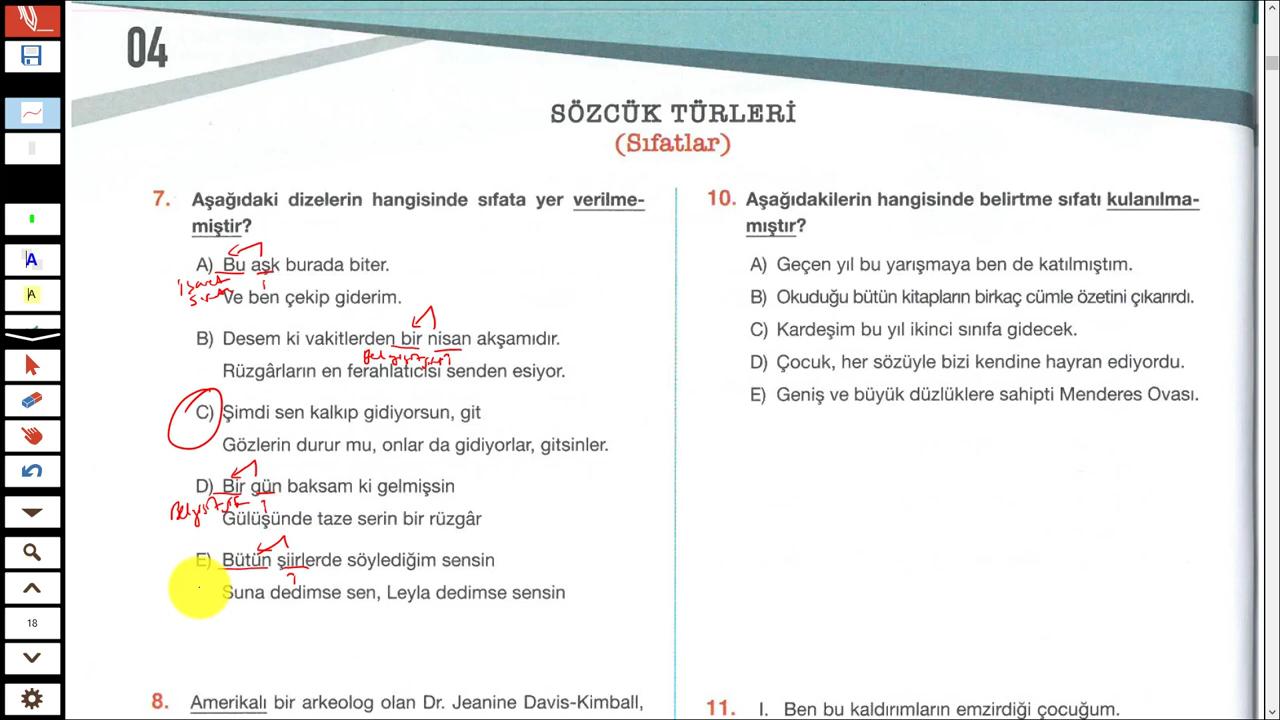 04
SÖZCÜK TÜRLERİ
(Sıfatlar)
7. Aşağıdaki dizelerin hangisinde sıfata yer verilme-
miştir?
A) Bu aşk burada biter.
Ve ben çekip giderim.
B) Desem ki vakitlerden bir nisan akşamıdır.
Rüzgârların en ferahlaticisı senden esiyor.
C) Şimdi sen kalkıp gidiyorsun, git
Gözlerin durur mu, onlar da gidiyorlar, gitsinler.
D) Bir gün baksam ki gelmişsin
Gülüşünde taze serin bir rüzgâr
E) Bütün şiirlerde söylediğim sensin
Suna dedimse sen, Leyla dedimse sensin
8. Amerikalı bir arkeolog olan Dr. Jeanine Davis-Kimball,
10. Aşağıdakilerin hangisinde belirtme sıfatı kulanılma-
mıştır?
A) Geçen yıl bu yarışmaya ben de katılmıştım.
B) Okuduğu bütün kitapların birkaç cümle özetini çıkarırdı.
C) Kardeşim bu yıl ikinci sınıfa gidecek.
D) Çocuk, her sözüyle bizi kendine hayran ediyordu.
E) Geniş ve büyük düzlüklere sahipti Menderes Ovası.
11. I. Ben bu kaldırımların emzirdiği çocuğum.
A
A
18